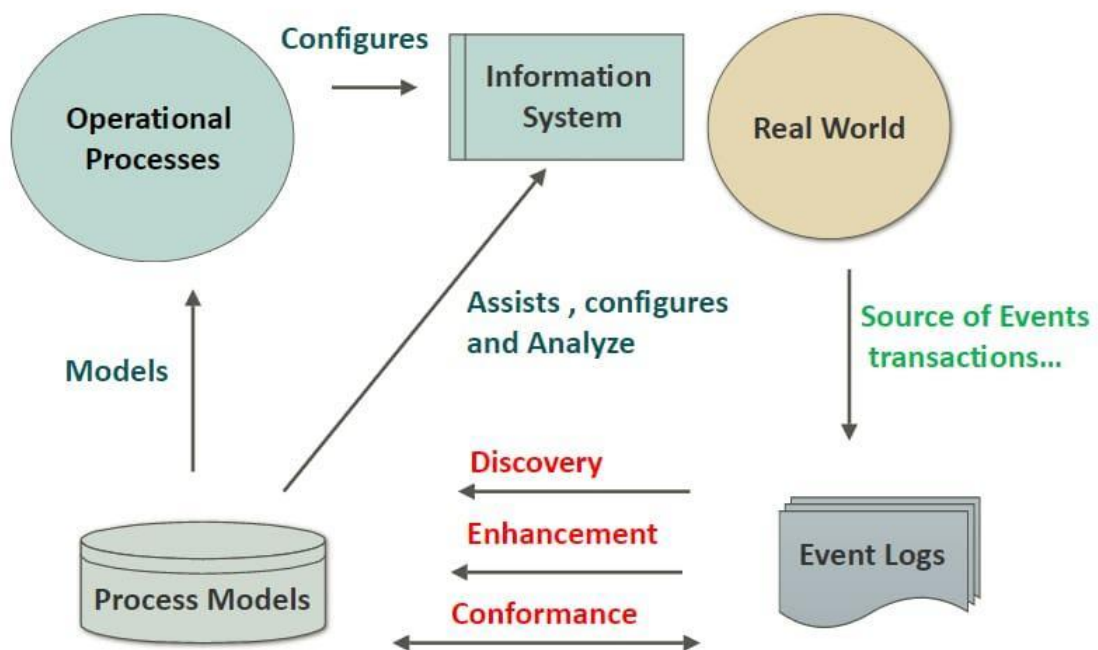 Configures
Operational
Processes
Information
System
Real World
Models
Assists , configures
and Analyze
Source of Events
transactions...
Discovery
Enhancement
Conformance
Process Models
Event Logs